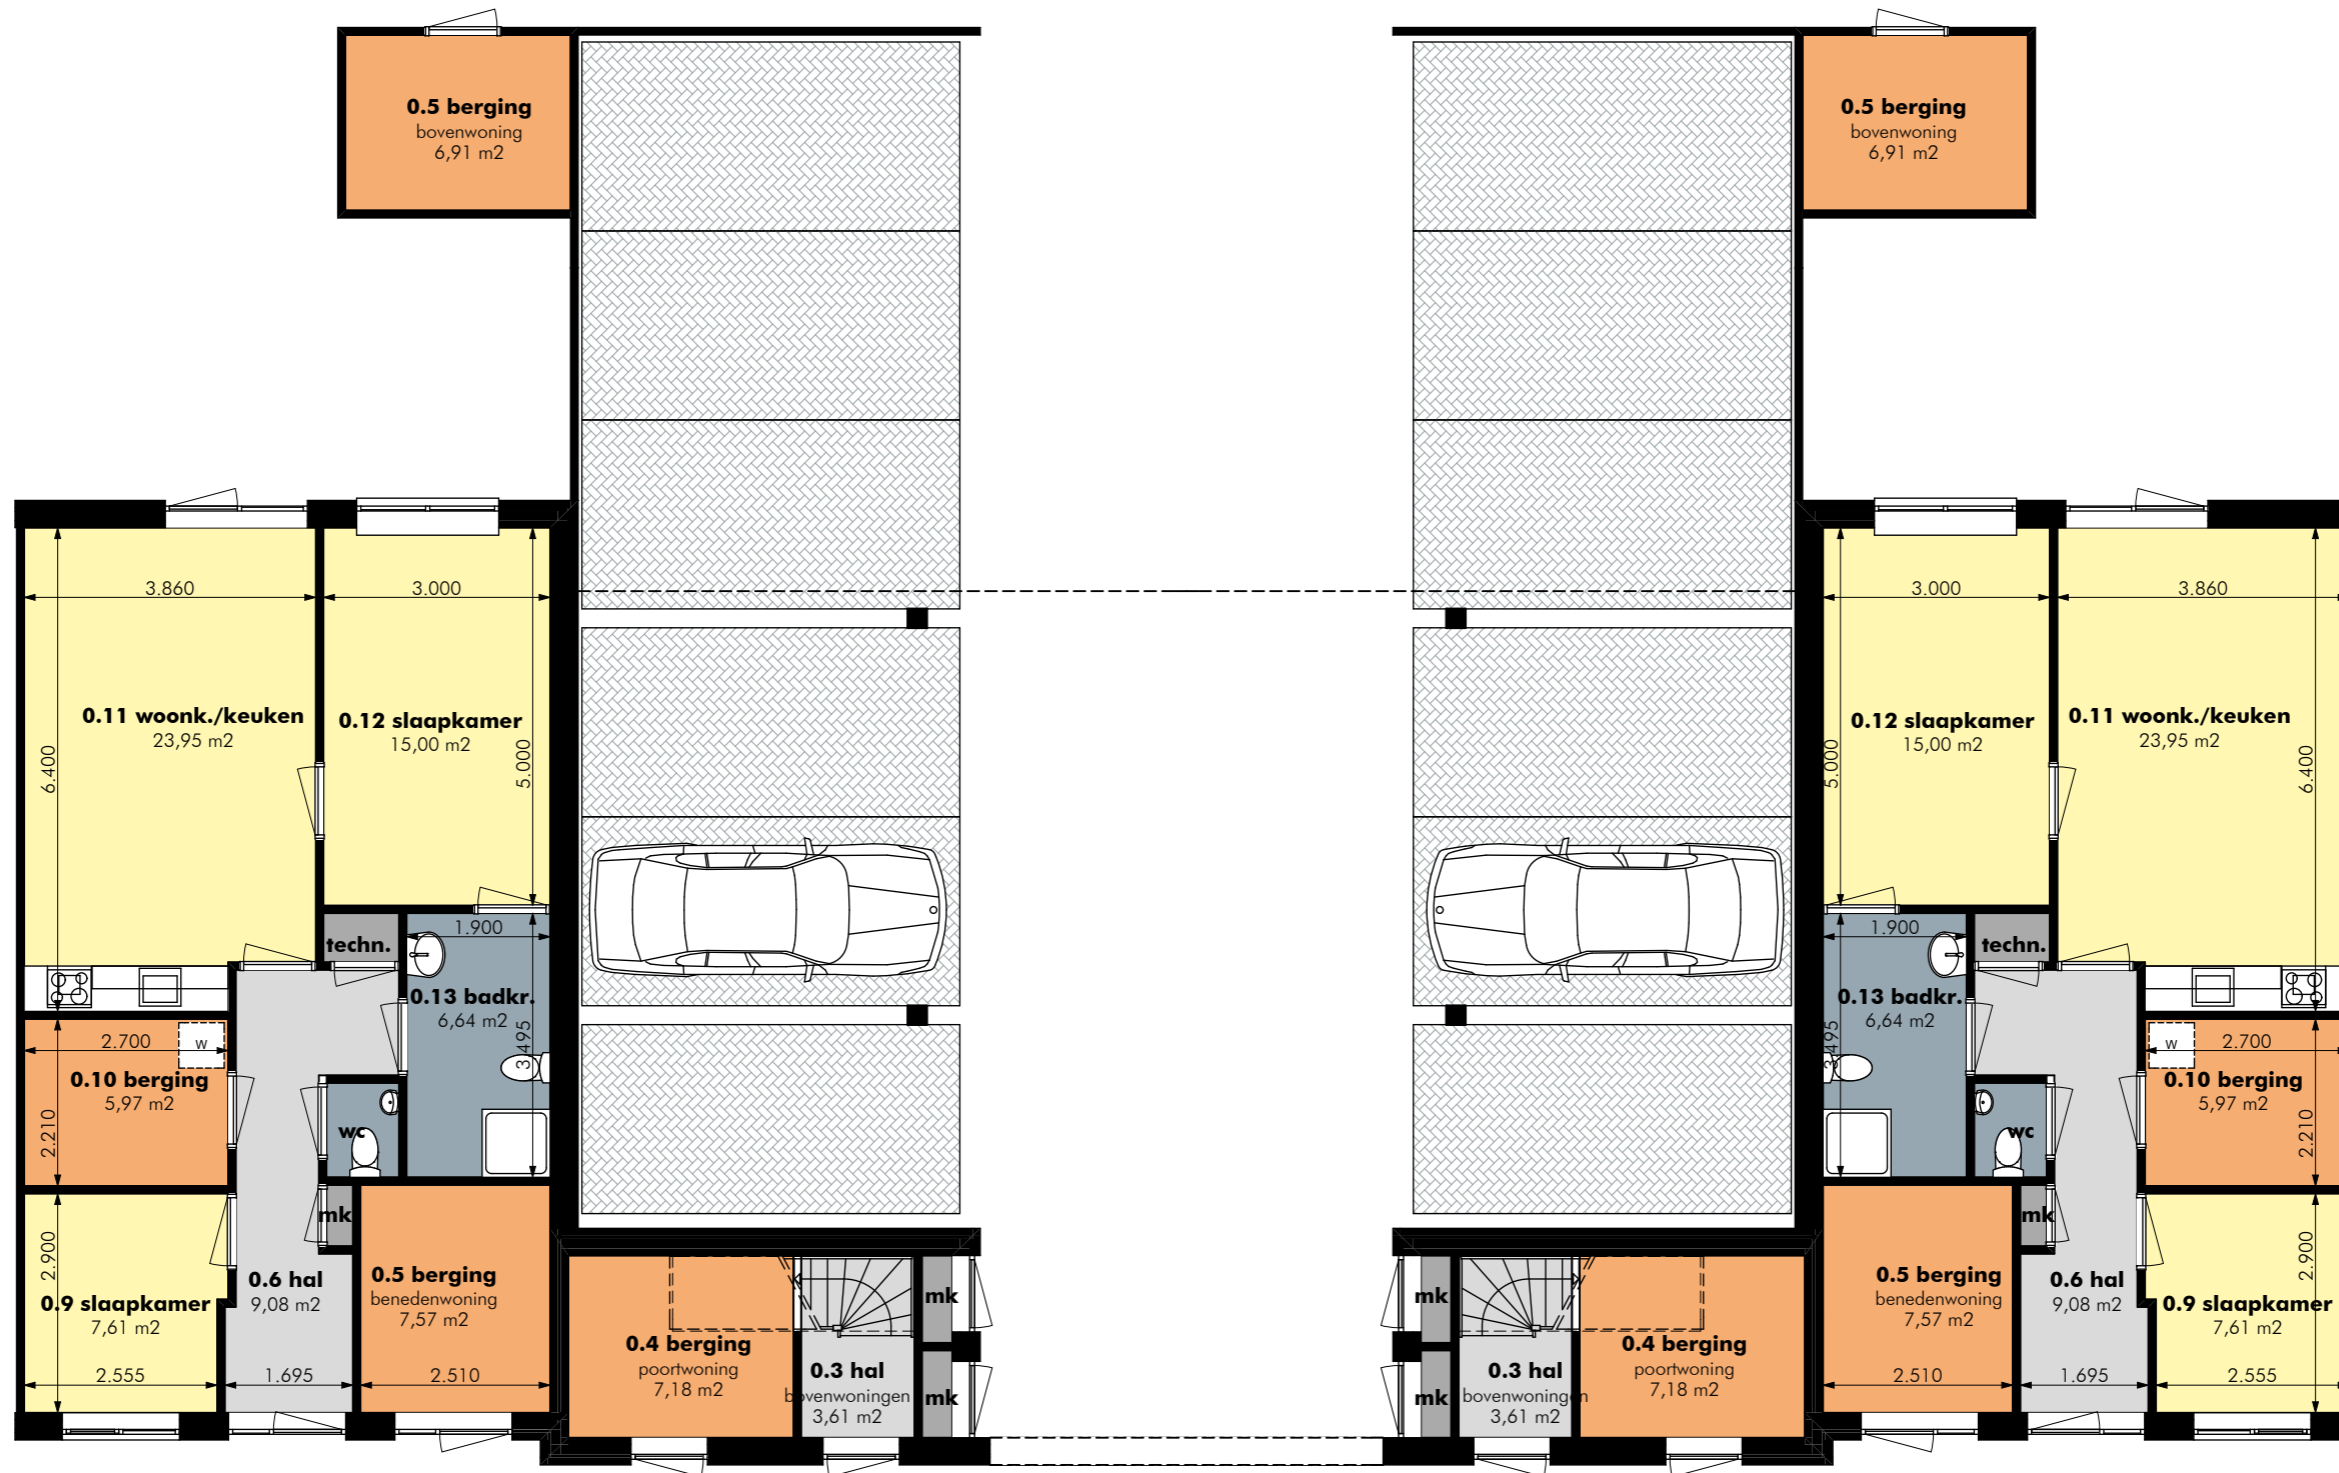 0.5 berging
bovenwoning
6,91 m2
0.5 berging
bovenwoning
6,91 m2
3.860
3.000
3.000
3.860
0.11 woonk./keuken
23,95 m2
0.12 slaapkamer
15,00 m2
6.400
5.000
0.12 slaapkamer
15,00 m2
0.11 woonk./keuken
23,95 m2
5.000
6.400
techn.
1.900
0.13 badkr.
6,64 m2
3.495
1.900
techn.
0.13 badkr.
6,64 m2
3.495
2.700
w
0.10 berging
5,97 m2
2.210
wc
w
2.700
0.10 berging
5,97 m2
2.210
wc
mk
2.900
0.9 slaapkamer
7,61 m2
2.555
0.6 hal
9,08 m2
1.695
0.5 berging
benedenwoning
7,57 m2
2.510
0.4 berging
poortwoning
7,18 m2
0.3 hal
bovenwoningen
3,61 m2
mk
mk
mk
mk
0.3 hal
bovenwoningen
3,61 m2
0.4 berging
poortwoning
7,18 m2
0.5 berging
benedenwoning
7,57 m2
2.510
mk
0.6 hal
9,08 m2
1.695
2.900
0.9 slaapkamer
7,61 m2
2.555